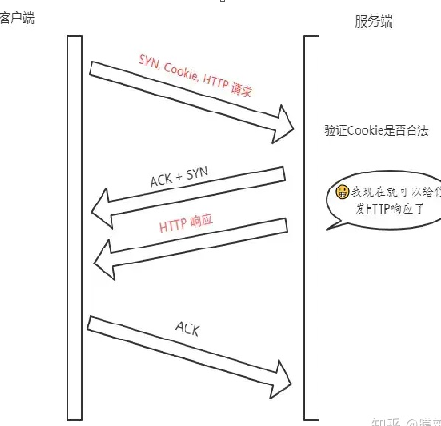 客户端
服务端
SYN, Cookie, HTTP 请求
验证Cookie是否合法
ACK + SYN
我现在就可以给你
发HTTP响应了
HTTP 响应
ACK
知乎